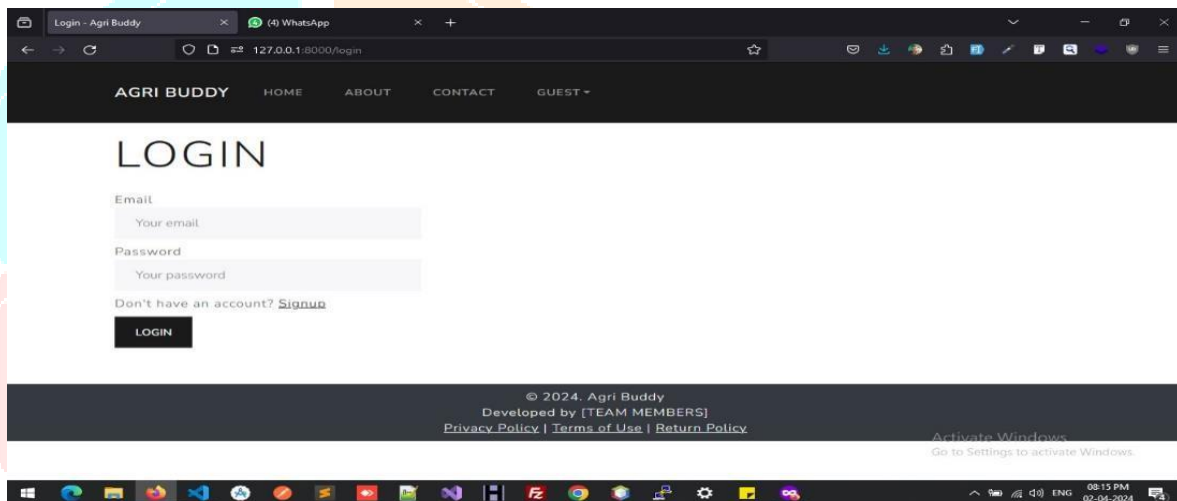 Login - Agri Buddy
(4) WhatsApp
127.0.0.1:8000/login
AGRI BUDDY HOME ABOUT CONTACT GUEST
LOGIN
Email
Your email
Password
Your password
Don't have an account? Signup
LOGIN
© 2024. Agri Buddy
Developed by [TEAM MEMBERS]
Privacy Policy | Terms of Use | Return Policy
Activate Windows
Go to Settings to activate Windows.
ENG
08:15 PM
02-04-2024